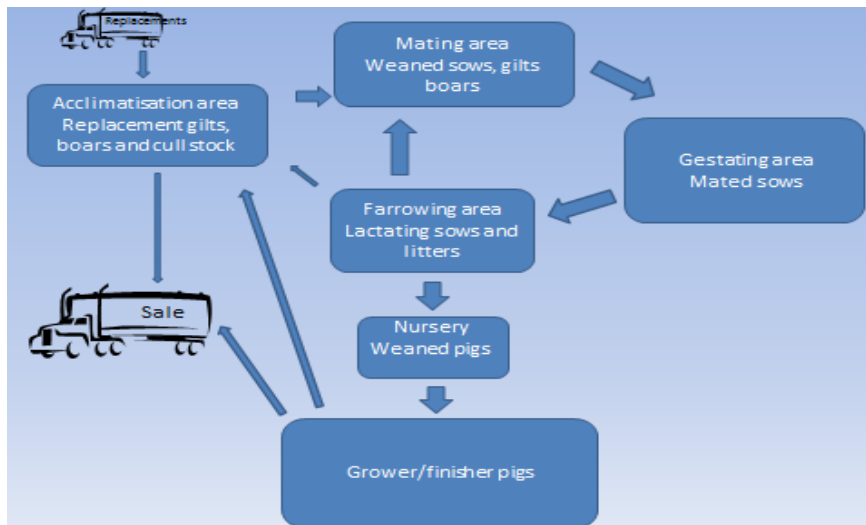 Replacements
Mating area
Weaned sows, gilts
boars
Acclimatisation area
Replacement gilts,
boars and cull stock
Gestating area
Mated sows
Farrowing area
Lactating sows and
litters
Sale
Nursery
Weaned pigs
Grower/finisher pigs